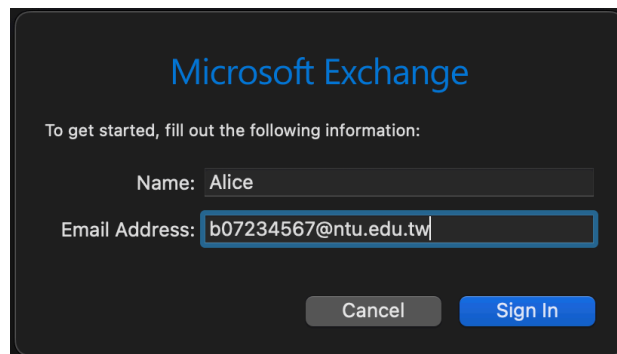 Microsoft Exchange
To get started, fill out the following information:
Name: Alice
Email Address: b07234567@ntu.edu.tw
Cancel Sign In